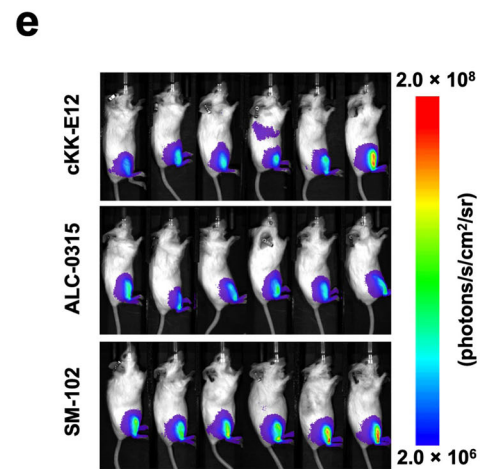 e
cKK-E12
ALC-0315
SM-102
2.0 × 10⁸
(photons/s/cm²/sr)
2.0 × 10⁶